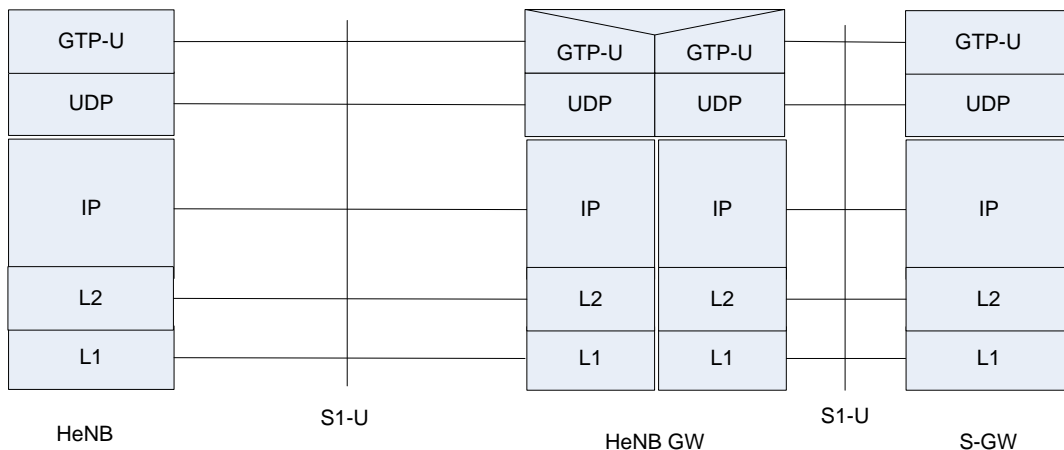 GTP-U
GTP-U
GTP-U
GTP-U
UDP
UDP
UDP
UDP
IP
IP
IP
IP
L2
L2
L2
L2
L1
L1
L1
L1
S1-U
S1-U
HeNB
HeNB GW
S-GW